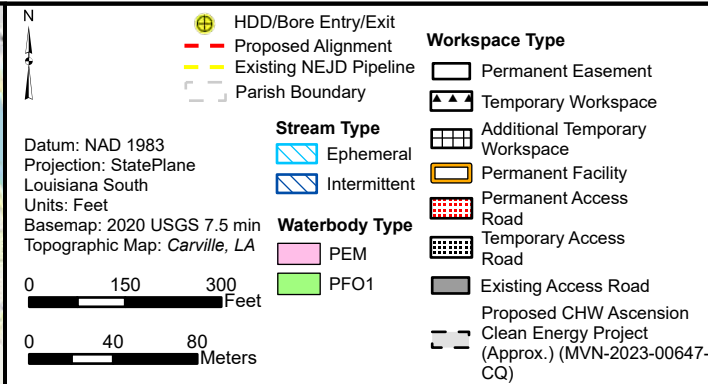 N
HDD/Bore Entry/Exit
Proposed Alignment
Existing NEJD Pipeline
Parish Boundary
Datum: NAD 1983
Projection: StatePlane
Louisiana South
Units: Feet
Basemap: 2020 USGS 7.5 min
Topographic Map: Carville, LA
0 150 300
Feet
0 40 80
Meters
Stream Type
Ephemeral
Intermittent
Waterbody Type
PEM
PFO1
Workspace Type
Permanent Easement
Temporary Workspace
Additional Temporary
Workspace
Permanent Facility
Permanent Access
Road
Temporary Access
Road
Existing Access Road
Proposed CHW Ascension
Clean Energy Project
(Approx.) (MVN-2023-00647-
CQ)